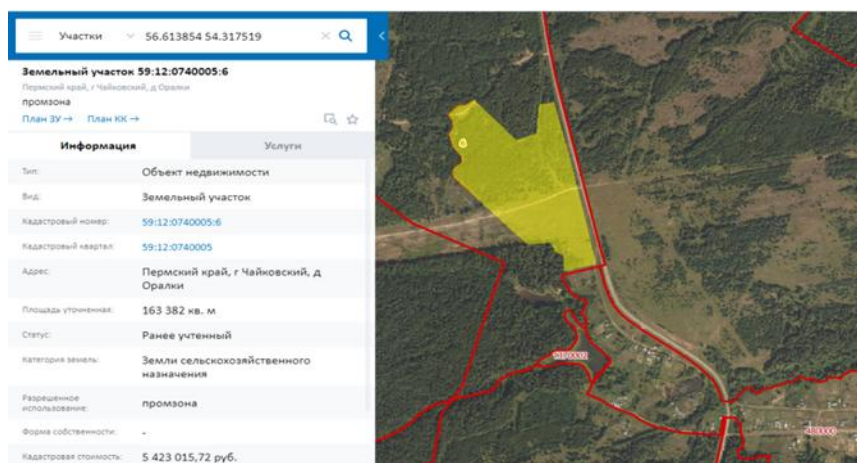 Участки 56.613854 54.317519
Земельный участок 59:12:0740005:6
Пермский край, г Чайковский, д Оралки
промзона
План ЗУ → План КК →
Информация Услуги
Тип: Объект недвижимости
Вид: Земельный участок
Кадастровый номер: 59:12:0740005:6
Кадастровый квартал: 59:12:0740005
Адрес: Пермский край, г Чайковский, д
Оралки
Площадь уточненная: 163 382 кв. м
Статус: Ранее учтенный
Категория земель: Земли сельскохозяйственного
назначения
Разрешенное
использование: промзона
Форма собственности: -
Кадастровая стоимость: 5 423 015,72 руб.